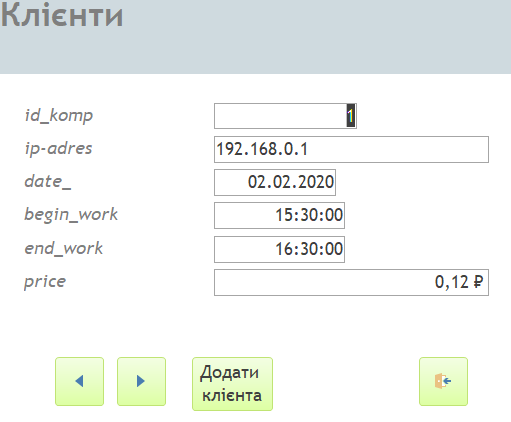 Клієнти
id_komp 1
ip-adres 192.168.0.1
date_ 02.02.2020
begin_work 15:30:00
end_work 16:30:00
price 0,12 ₽
Додати
клієнта